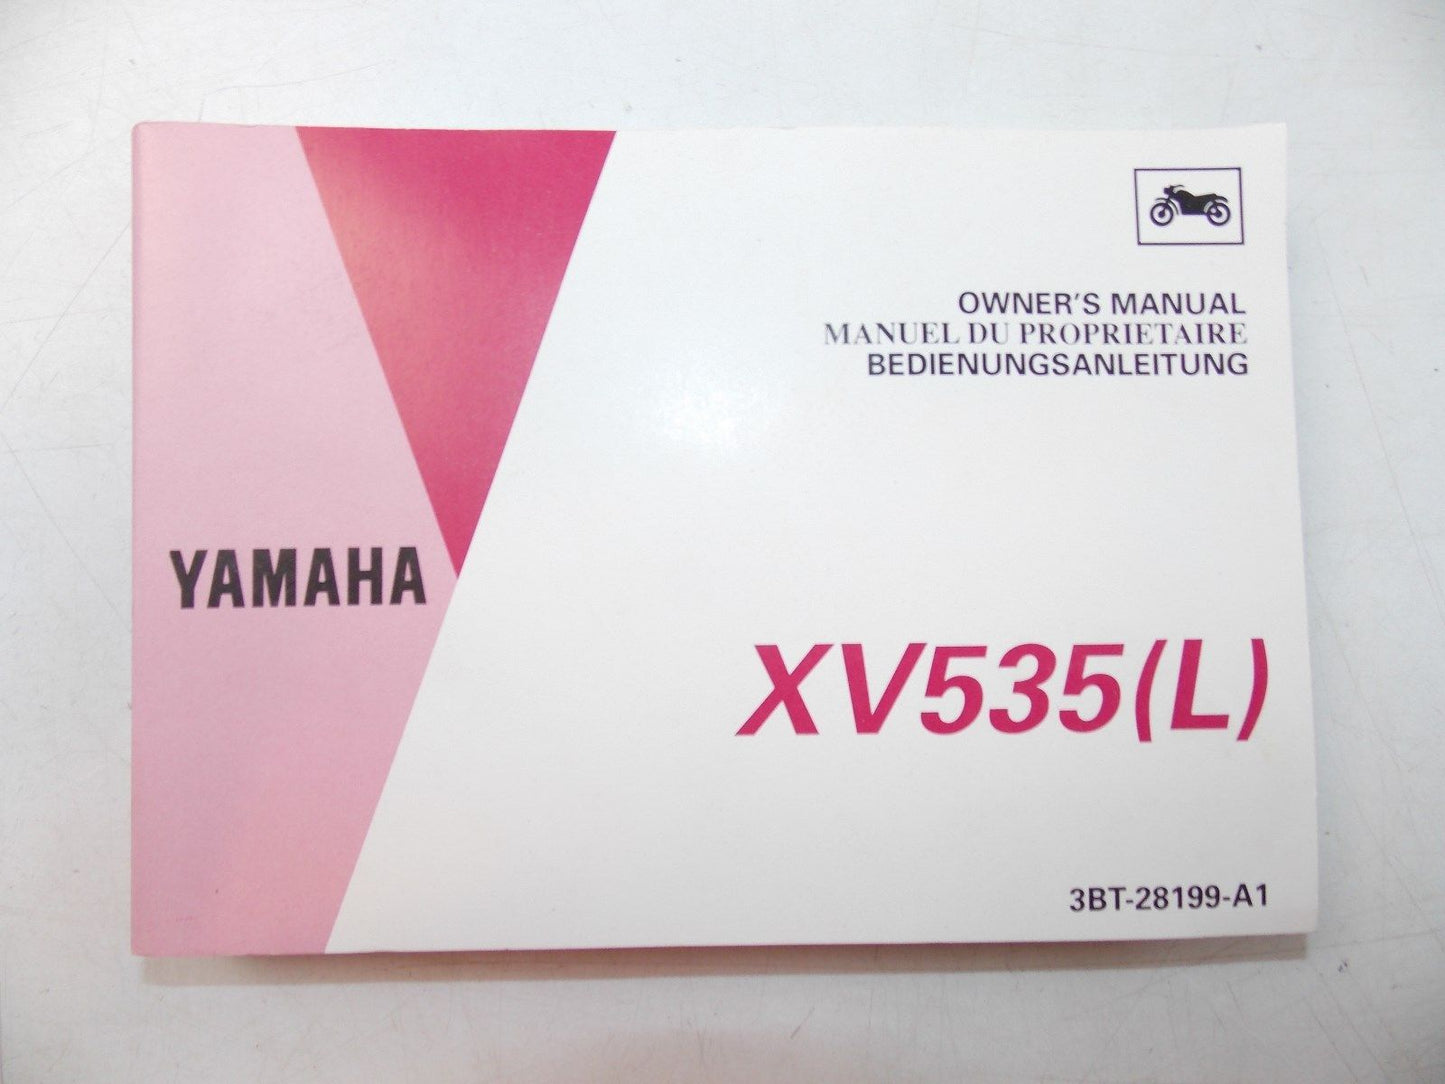 OWNER'S MANUAL
MANUEL DU PROPRIETAIRE
BEDIENUNGSANLEITUNG
YAMAHA
XV535(L)
3BT-28199-A1